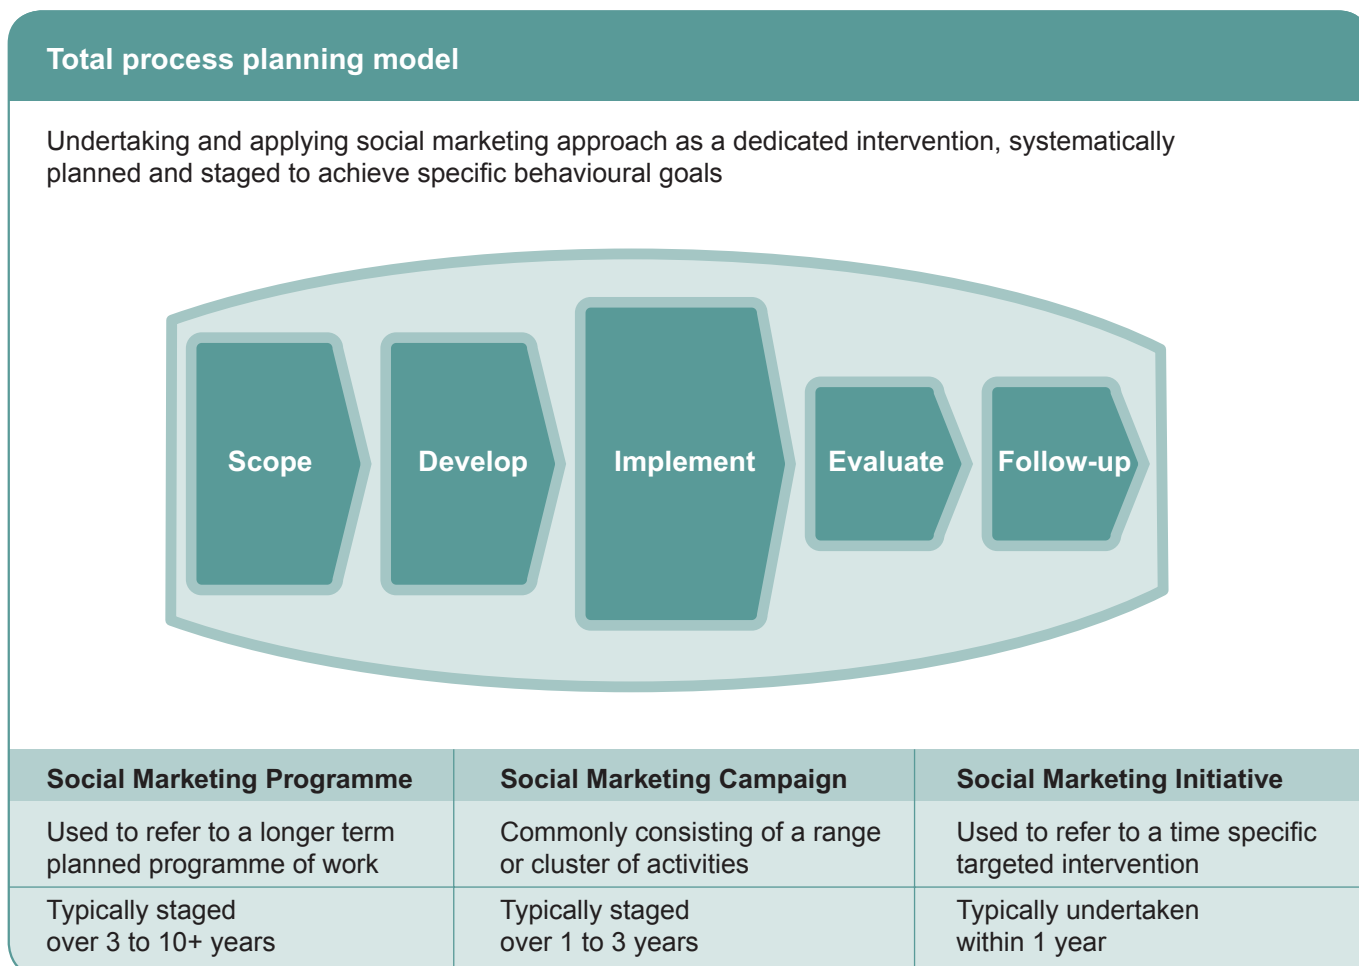 Total process planning model
Undertaking and applying social marketing approach as a dedicated intervention, systematically
planned and staged to achieve specific behavioural goals
Scope
Develop
Implement
Evaluate
Follow-up
Social Marketing Programme
Used to refer to a longer term
planned programme of work
Typically staged
over 3 to 10+ years
Social Marketing Campaign
Commonly consisting of a range
or cluster of activities
Typically staged
over 1 to 3 years
Social Marketing Initiative
Used to refer to a time specific
targeted intervention
Typically undertaken
within 1 year